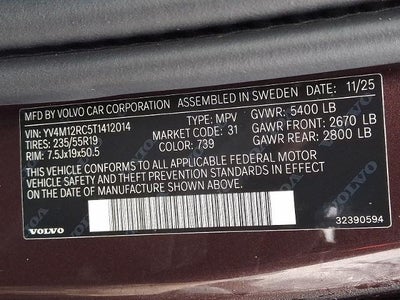 MFD BY VOLVO CAR CORPORATION ASSEMBLED IN SWEDEN 11/25
VIN: YV4M12RC5T1412014 TYPE: MPV GVWR: 5400 LB
TIRES: 235/55R19 MARKET CODE: 31 GAWR FRONT: 2670 LB
RIM: 7.5Jx19x50.5 COLOR: 739 GAWR REAR: 2800 LB
THIS VEHICLE CONFORMS TO ALL APPLICABLE FEDERAL MOTOR
VEHICLE SAFETY AND THEFT PREVENTION STANDARDS IN EFFECT ON THE
DATE OF MANUFACTURE SHOWN ABOVE.
VOLVO 32390594